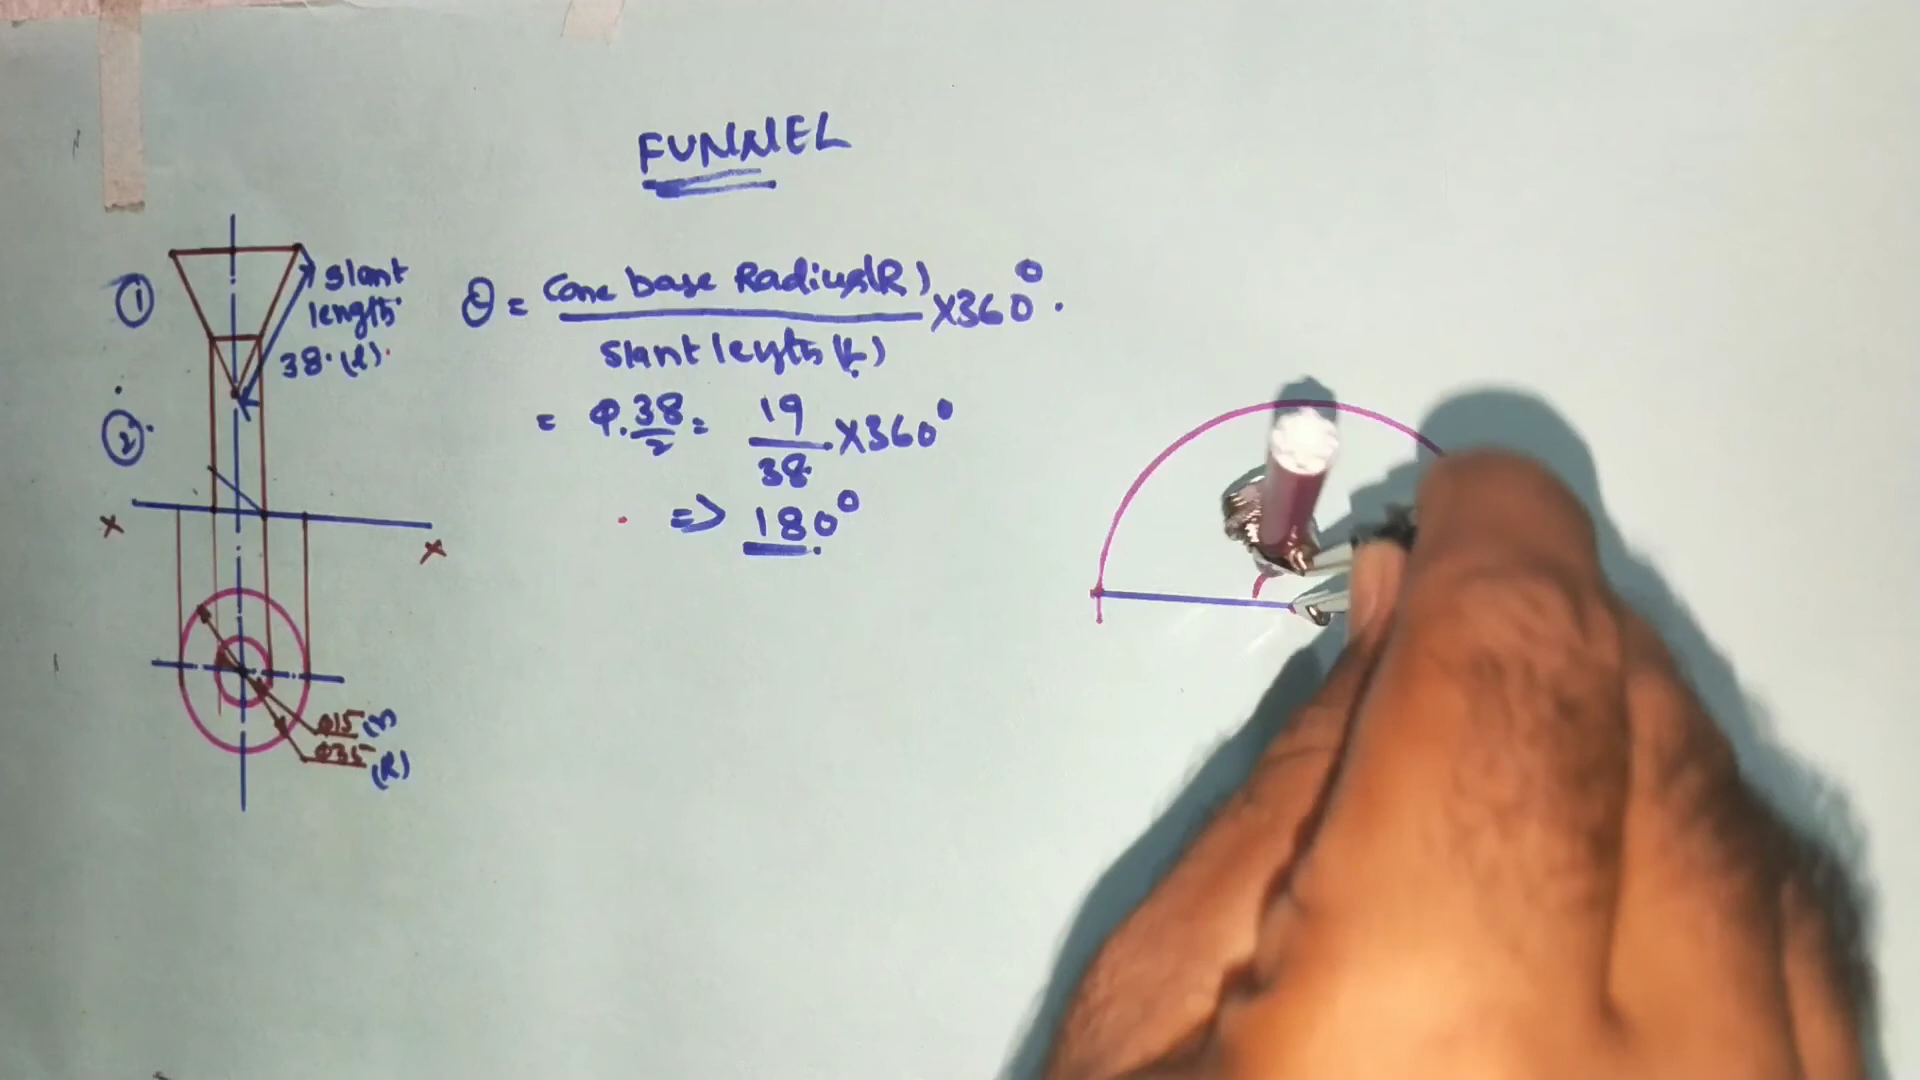 FUNNEL
① slant
length
38. (l).
②
X X
Φ15 (r)
Φ35 (R)
θ = Cone base Radius(R) X360°.
Slant length (L)
= Φ. 38/2 = 19/38 X360°
=> 180°